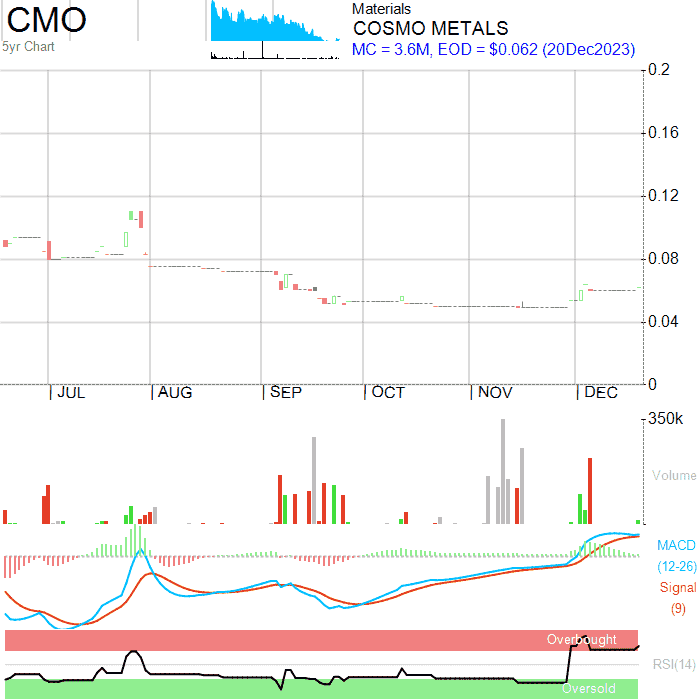 CMO
5yr Chart
Materials
COSMO METALS
MC = 3.6M, EOD = $0.062 (20Dec2023)
0.2
0.16
0.12
0.08
0.04
0
JUL AUG SEP OCT NOV DEC
350k
Volume
MACD
(12-26)
Signal
(9)
Overbought
RSI(14)
Oversold